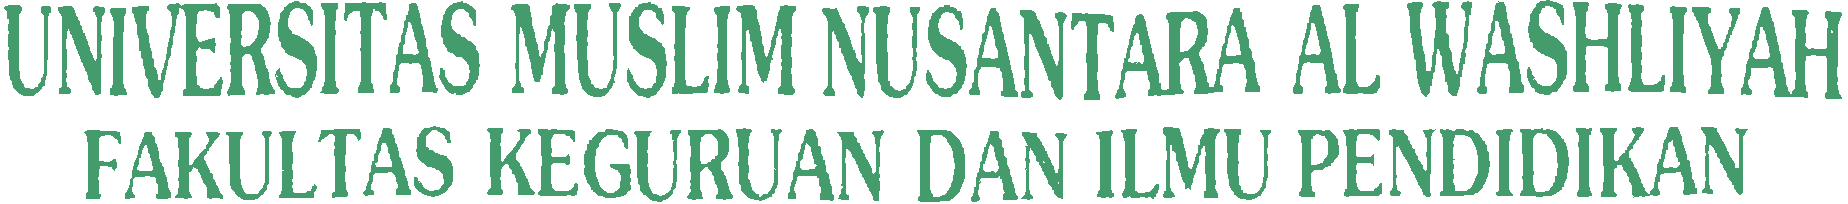 UNIVERSITAS MUSLIM NUSANTARA AL WASHLIYAH
FAKULTAS KEGURUAN DAN ILMU PENDIDIKAN